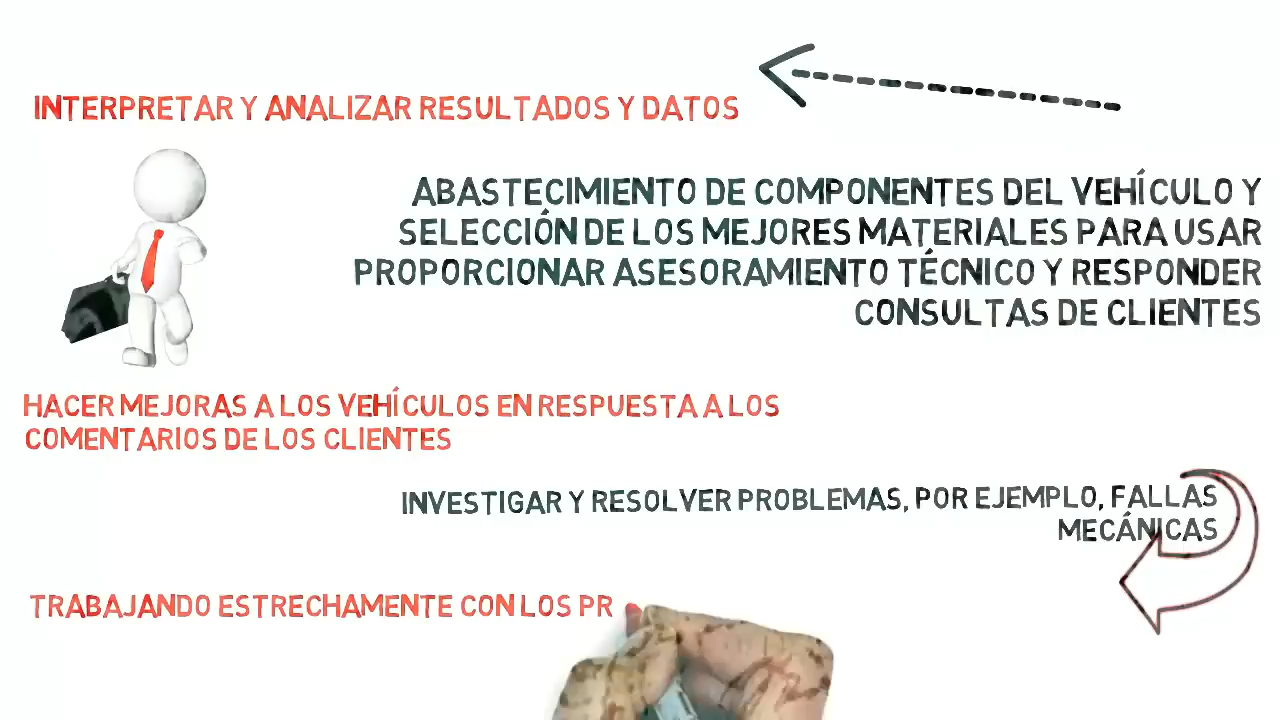 INTERPRETAR Y ANALIZAR RESULTADOS Y DATOS
ABASTECIMIENTO DE COMPONENTES DEL VEHÍCULO Y
SELECCIÓN DE LOS MEJORES MATERIALES PARA USAR
PROPORCIONAR ASESORAMIENTO TÉCNICO Y RESPONDER
CONSULTAS DE CLIENTES
HACER MEJORAS A LOS VEHÍCULOS EN RESPUESTA A LOS
COMENTARIOS DE LOS CLIENTES
INVESTIGAR Y RESOLVER PROBLEMAS, POR EJEMPLO, FALLAS
MECÁNICAS
TRABAJANDO ESTRECHAMENTE CON LOS PR